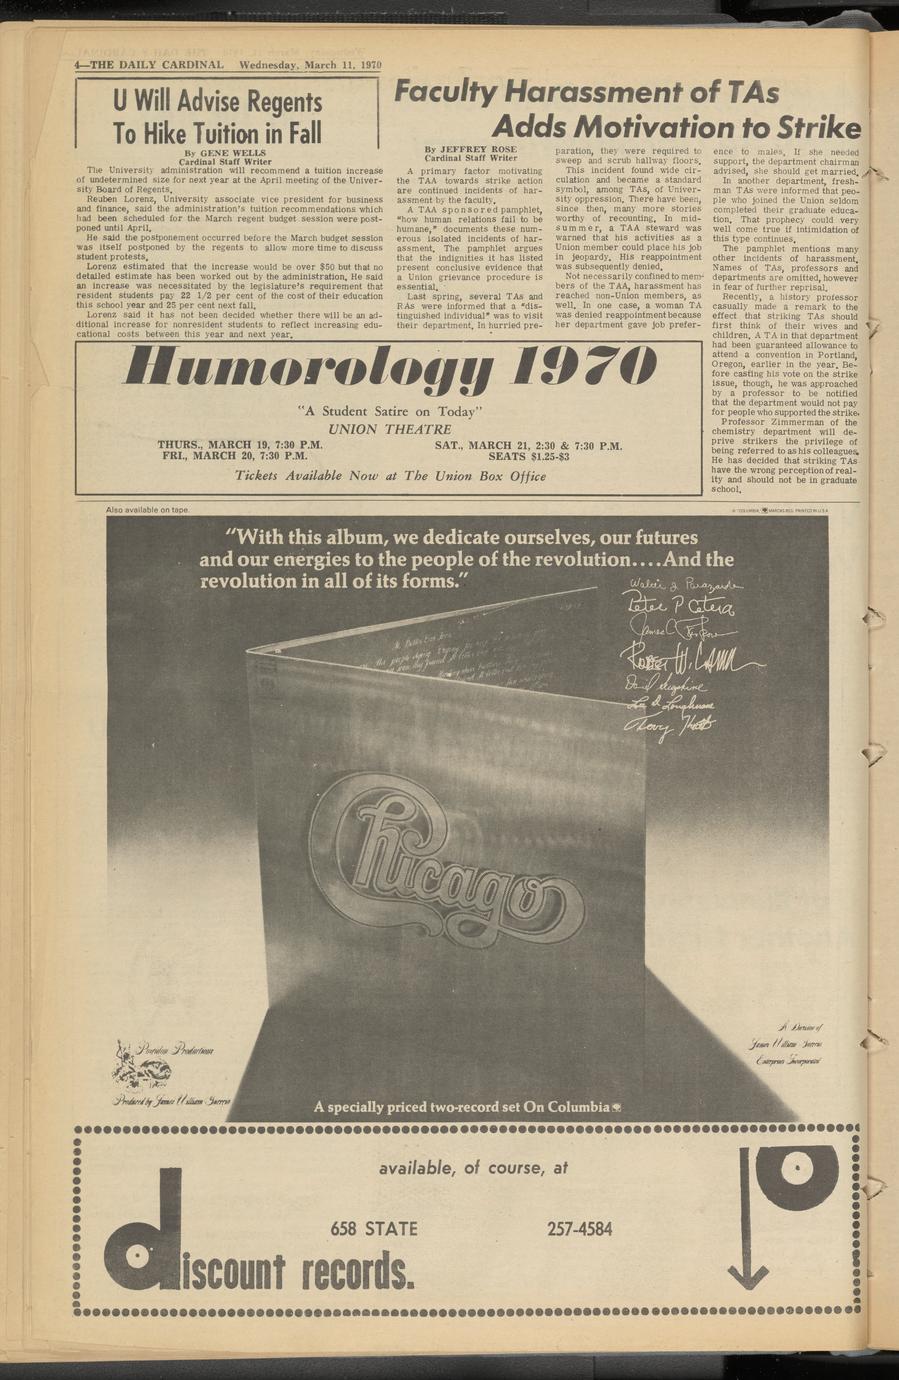 4—THE DAILY CARDINAL Wednesday, March 11, 1970
U Will Advise Regents
To Hike Tuition in Fall
By GENE WELLS
Cardinal Staff Writer
The University administration will recommend a tuition increase
of undetermined size for next year at the April meeting of the Univer-
sity Board of Regents.
Reuben Lorenz, University associate vice president for business
and finance, said the administration's tuition recommendations which
had been scheduled for the March regent budget session were post-
poned until April.
He said the postponement occurred before the March budget session
was itself postponed by the regents to allow more time to discuss
student protests.
Lorenz estimated that the increase would be over $50 but that no
detailed estimate has been worked out by the administration. He said
an increase was necessitated by the legislature's requirement that
resident students pay 22 1/2 per cent of the cost of their education
this school year and 25 per cent next fall.
Lorenz said it has not been decided whether there will be an ad-
ditional increase for nonresident students to reflect increasing edu-
cational costs between this year and next year.
Faculty Harassment of TAs
Adds Motivation to Strike
By JEFFREY ROSE
Cardinal Staff Writer
A primary factor motivating
the TAA towards strike action
are continued incidents of har-
assment by the faculty.
A TAA sponsored pamphlet,
"how human relations fail to be
humane," documents these num-
erous isolated incidents of har-
assment. The pamphlet argues
that the indignities it has listed
present conclusive evidence that
a Union grievance procedure is
essential.
Last spring, several TAs and
RAs were informed that a "dis-
tinguished individual" was to visit
their department. In hurried pre-
paration, they were required to
sweep and scrub hallway floors.
This incident found wide cir-
culation and became a standard
symbol, among TAs, of Univer-
sity oppression. There have been,
since then, many more stories
worthy of recounting. In mid-
summer, a TAA steward was
warned that his activities as a
Union member could place his job
in jeopardy. His reappointment
was subsequently denied.
Not necessarily confined to mem-
bers of the TAA, harassment has
reached non-Union members, as
well. In one case, a woman TA
was denied reappointment because
her department gave job prefer-
ence to males. If she needed
support, the department chairman
advised, she should get married.
In another department, fresh-
man TAs were informed that peo-
ple who joined the Union seldom
completed their graduate educa-
tion. That prophecy could very
well come true if intimidation of
this type continues.
The pamphlet mentions many
other incidents of harassment.
Names of TAs, professors and
departments are omitted, however
in fear of further reprisal.
Recently, a history professor
casually made a remark to the
effect that striking TAs should
first think of their wives and
children. A TA in that department
had been guaranteed allowance to
attend a convention in Portland,
Oregon, earlier in the year. Be-
fore casting his vote on the strike
issue, though, he was approached
by a professor to be notified
that the department would not pay
for people who supported the strike.
Professor Zimmerman of the
chemistry department will de-
prive strikers the privilege of
being referred to as his colleagues.
He has decided that striking TAs
have the wrong perception of real-
ity and should not be in graduate
school.
Humorology 1970
"A Student Satire on Today"
UNION THEATRE
THURS., MARCH 19, 7:30 P.M.
FRI., MARCH 20, 7:30 P.M.
SAT., MARCH 21, 2:30 & 7:30 P.M.
SEATS $1.25-$3
Tickets Available Now at The Union Box Office
Also available on tape.
® "COLUMBIA," MARCAS REG. PRINTED IN U.S.A.
"With this album, we dedicate ourselves, our futures
and our energies to the people of the revolution....And the
revolution in all of its forms."
Peter P Cetera
Robert W. Lamm
Terry Kath
Chicago
Poseidon Productions
Produced by James William Guercio
A Division of
James William Guercio
Enterprises Incorporated
A specially priced two-record set On Columbia
available, of course, at
658 STATE 257-4584
discount records.